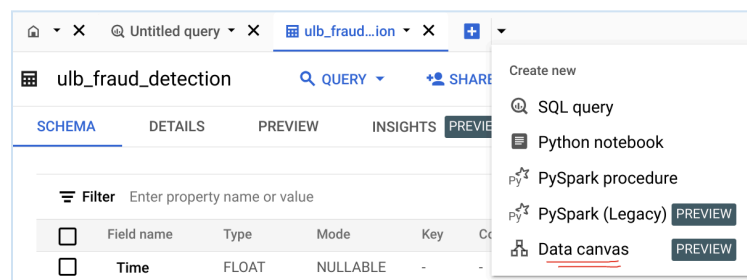 Untitled query ulb_fraud...ion
ulb_fraud_detection QUERY SHARE
SCHEMA DETAILS PREVIEW INSIGHTS PREVIE
Filter Enter property name or value
Field name Type Mode Key Co
Time FLOAT NULLABLE - -
Create new
SQL query
Python notebook
PySpark procedure
PySpark (Legacy) PREVIEW
Data canvas PREVIEW